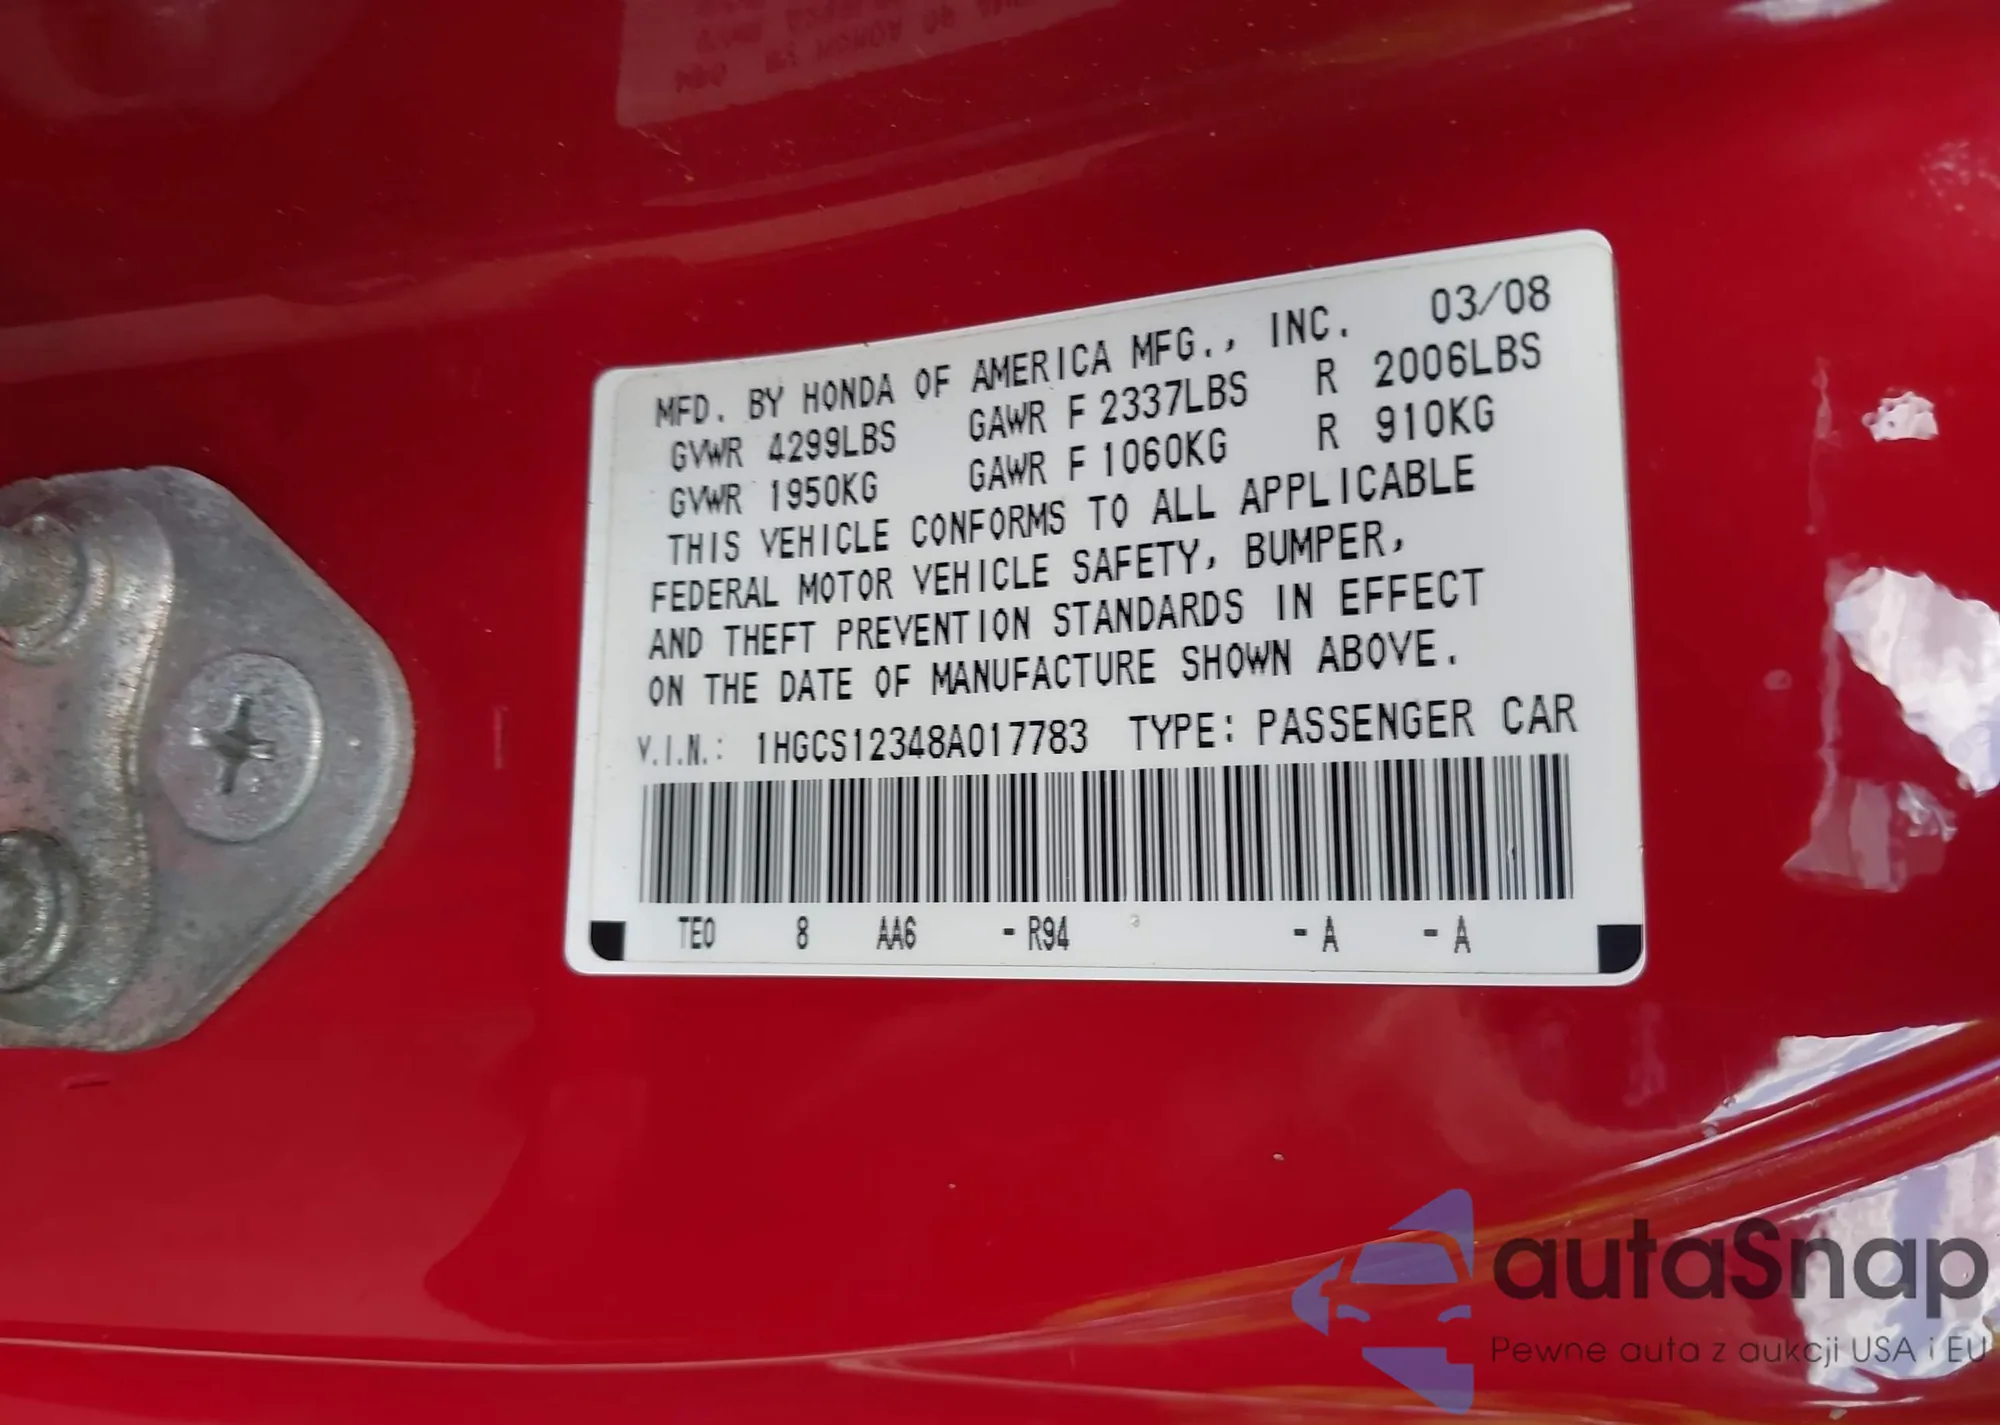 MFD. BY HONDA OF AMERICA MFG., INC. 03/08
GVWR 4299LBS GAWR F 2337LBS R 2006LBS
GVWR 1950KG GAWR F 1060KG R 910KG
THIS VEHICLE CONFORMS TO ALL APPLICABLE
FEDERAL MOTOR VEHICLE SAFETY, BUMPER,
AND THEFT PREVENTION STANDARDS IN EFFECT
ON THE DATE OF MANUFACTURE SHOWN ABOVE.
V.I.N.: 1HGCS12348A017783 TYPE: PASSENGER CAR
TE0 8 AA6 - R94 - A - A
autaSnap
Pewne auta z aukcji USA i EU